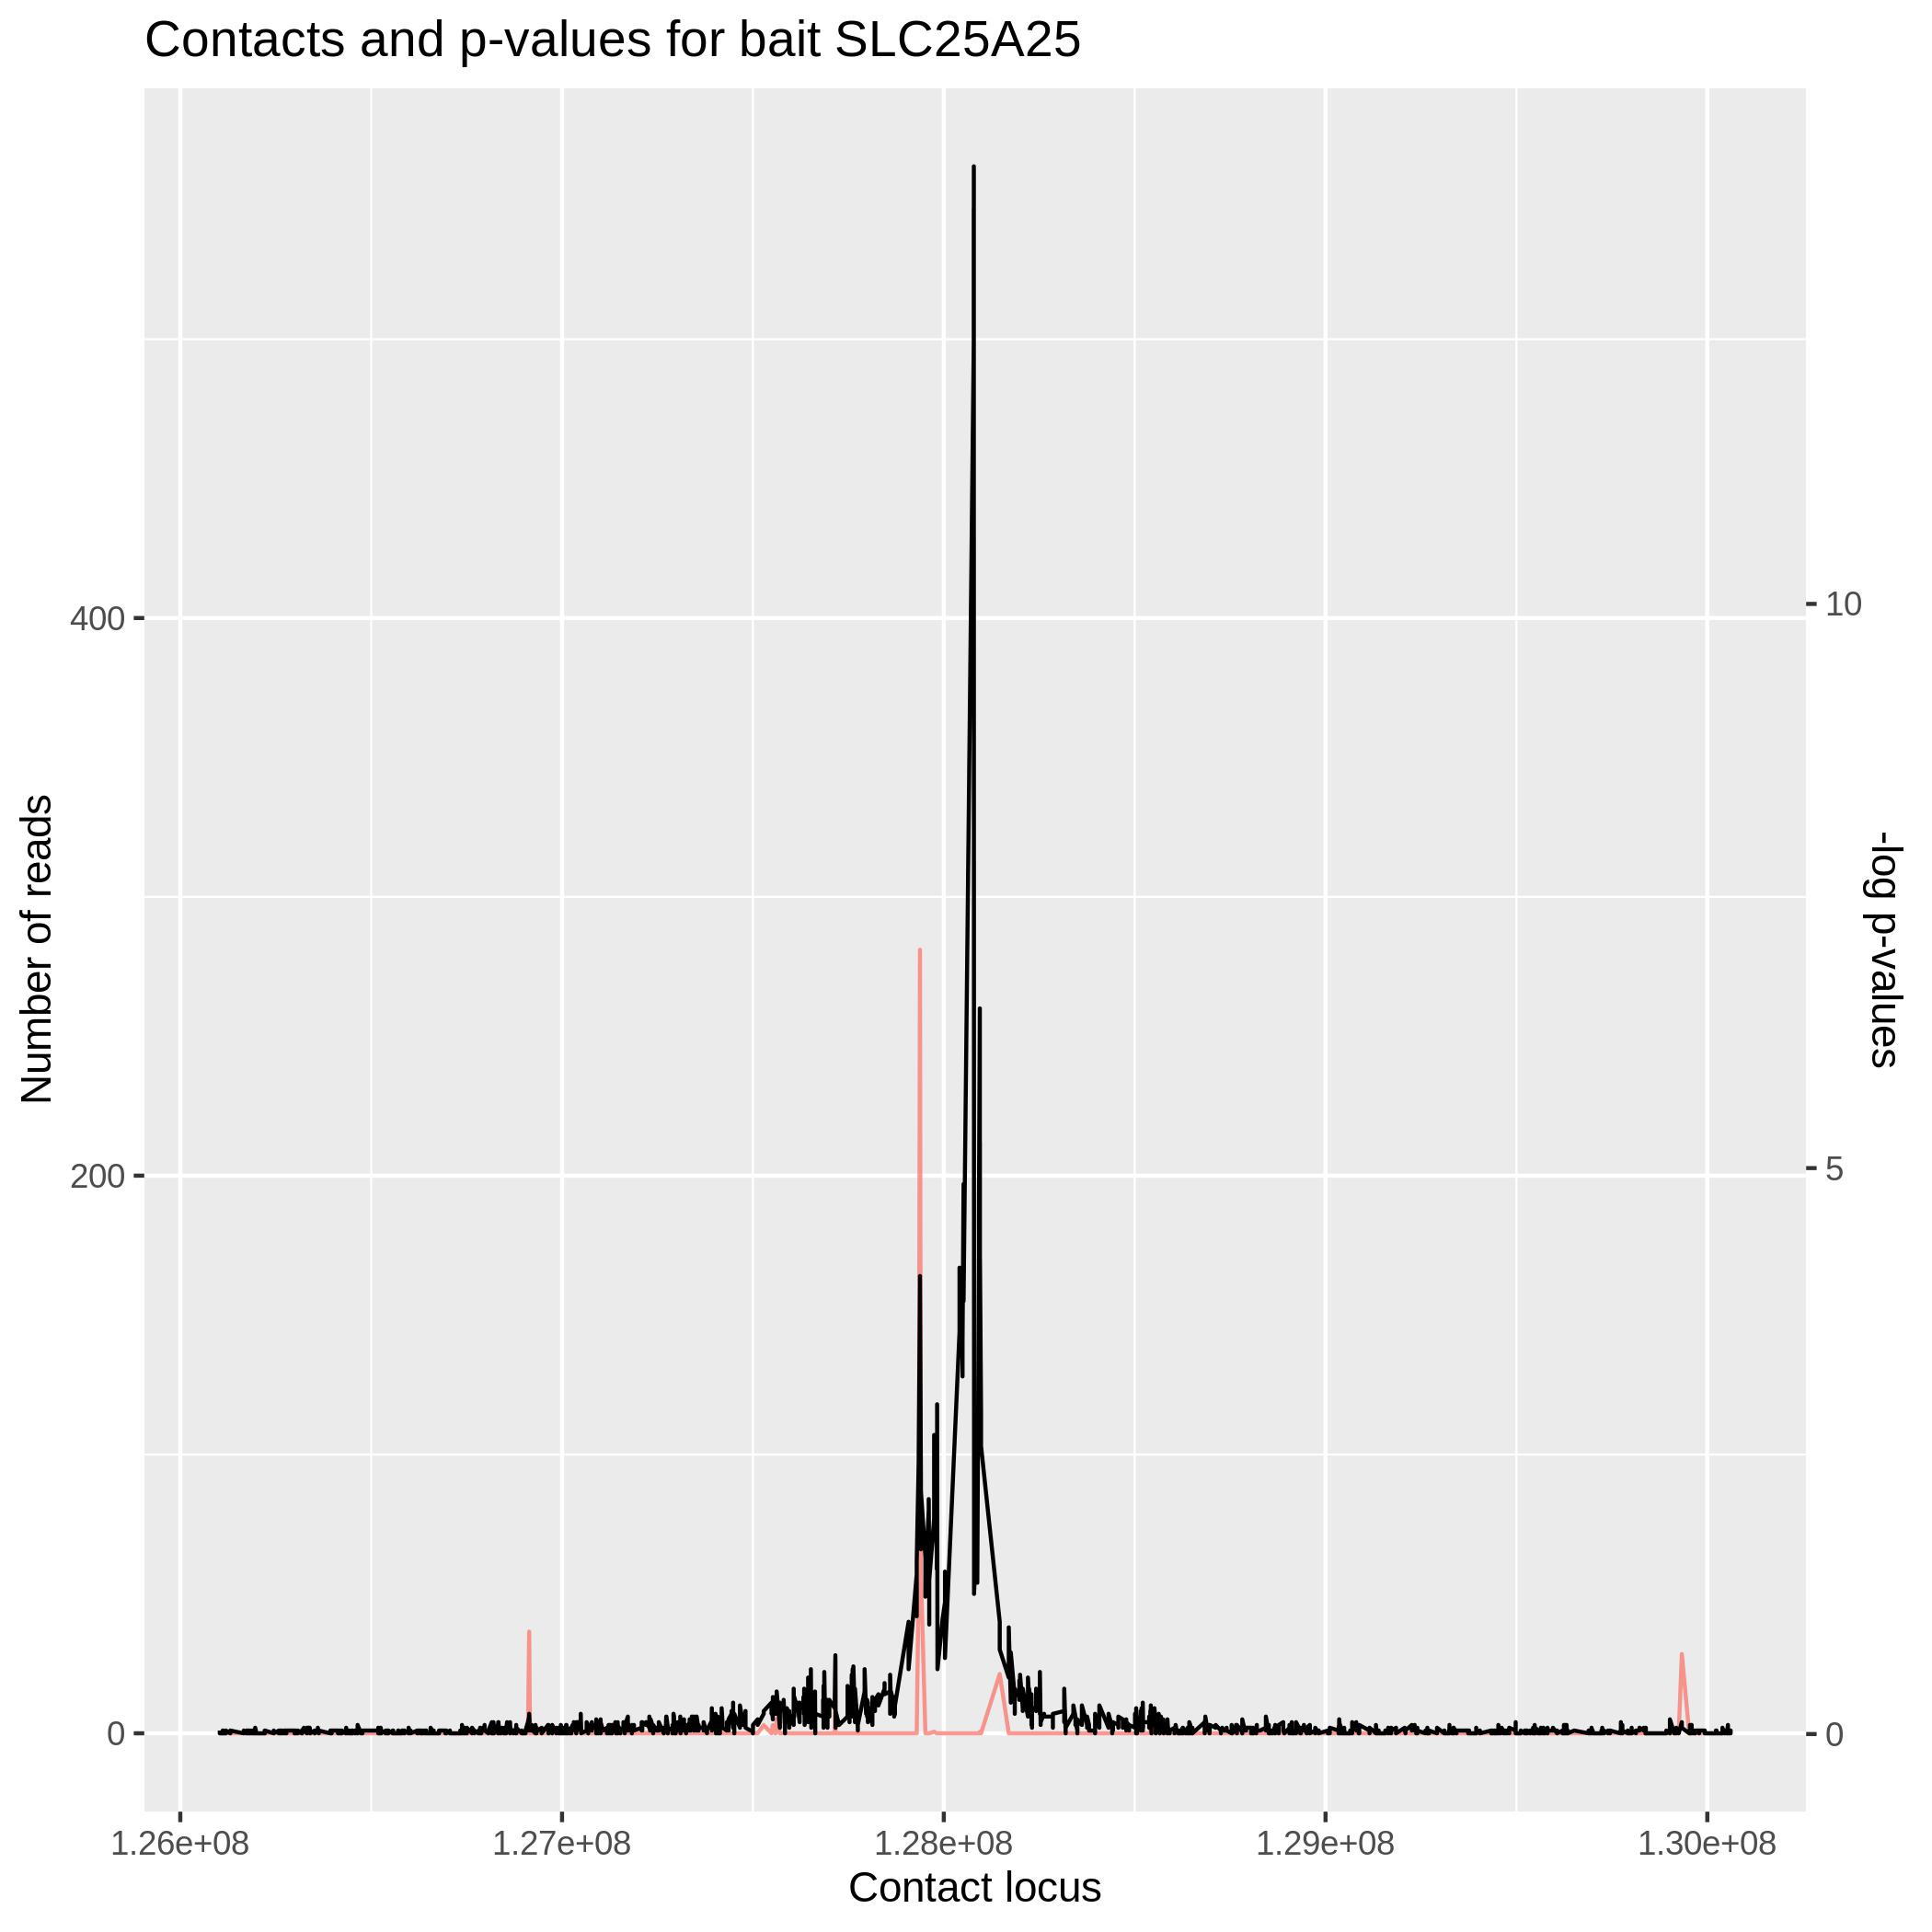 Contacts and p-values for bait SLC25A25
Number of reads
400
200
0
10
5
0
-log p-values
1.26e+08
1.27e+08
1.28e+08
1.29e+08
1.30e+08
Contact locus